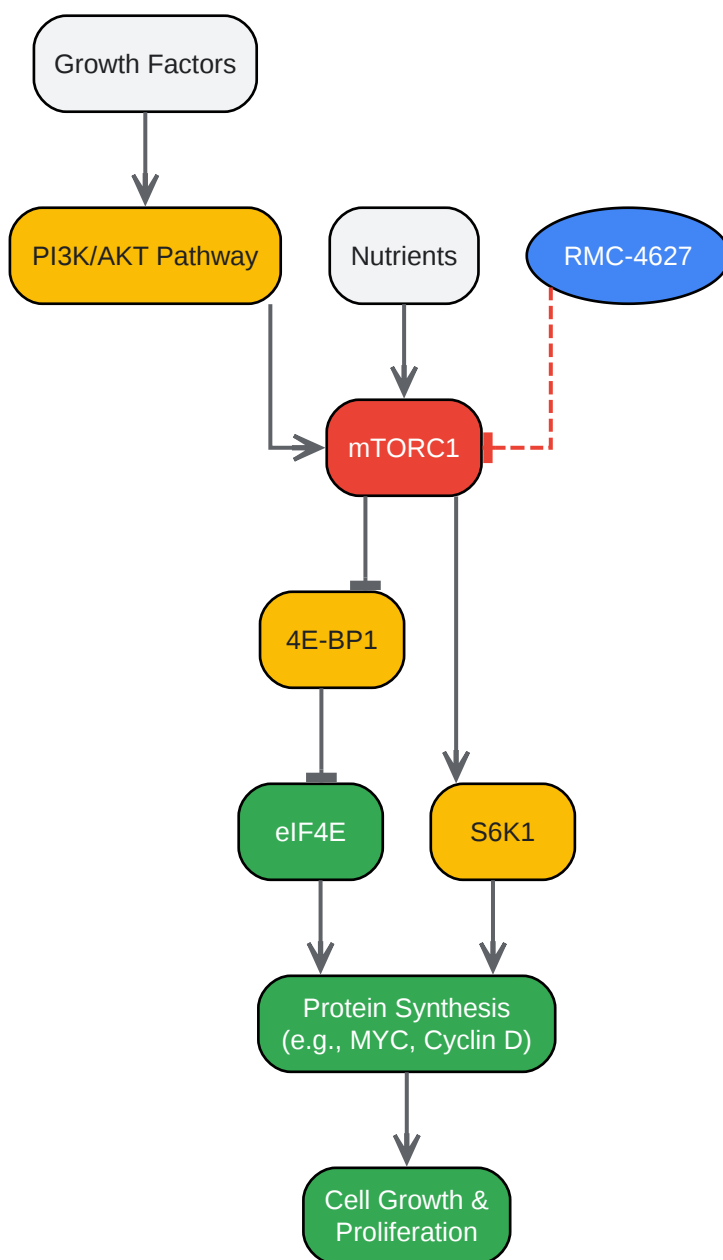 Growth Factors
PI3K/AKT Pathway
Nutrients
RMC-4627
mTORC1
4E-BP1
eIF4E
S6K1
Protein Synthesis
(e.g., MYC, Cyclin D)
Cell Growth &
Proliferation